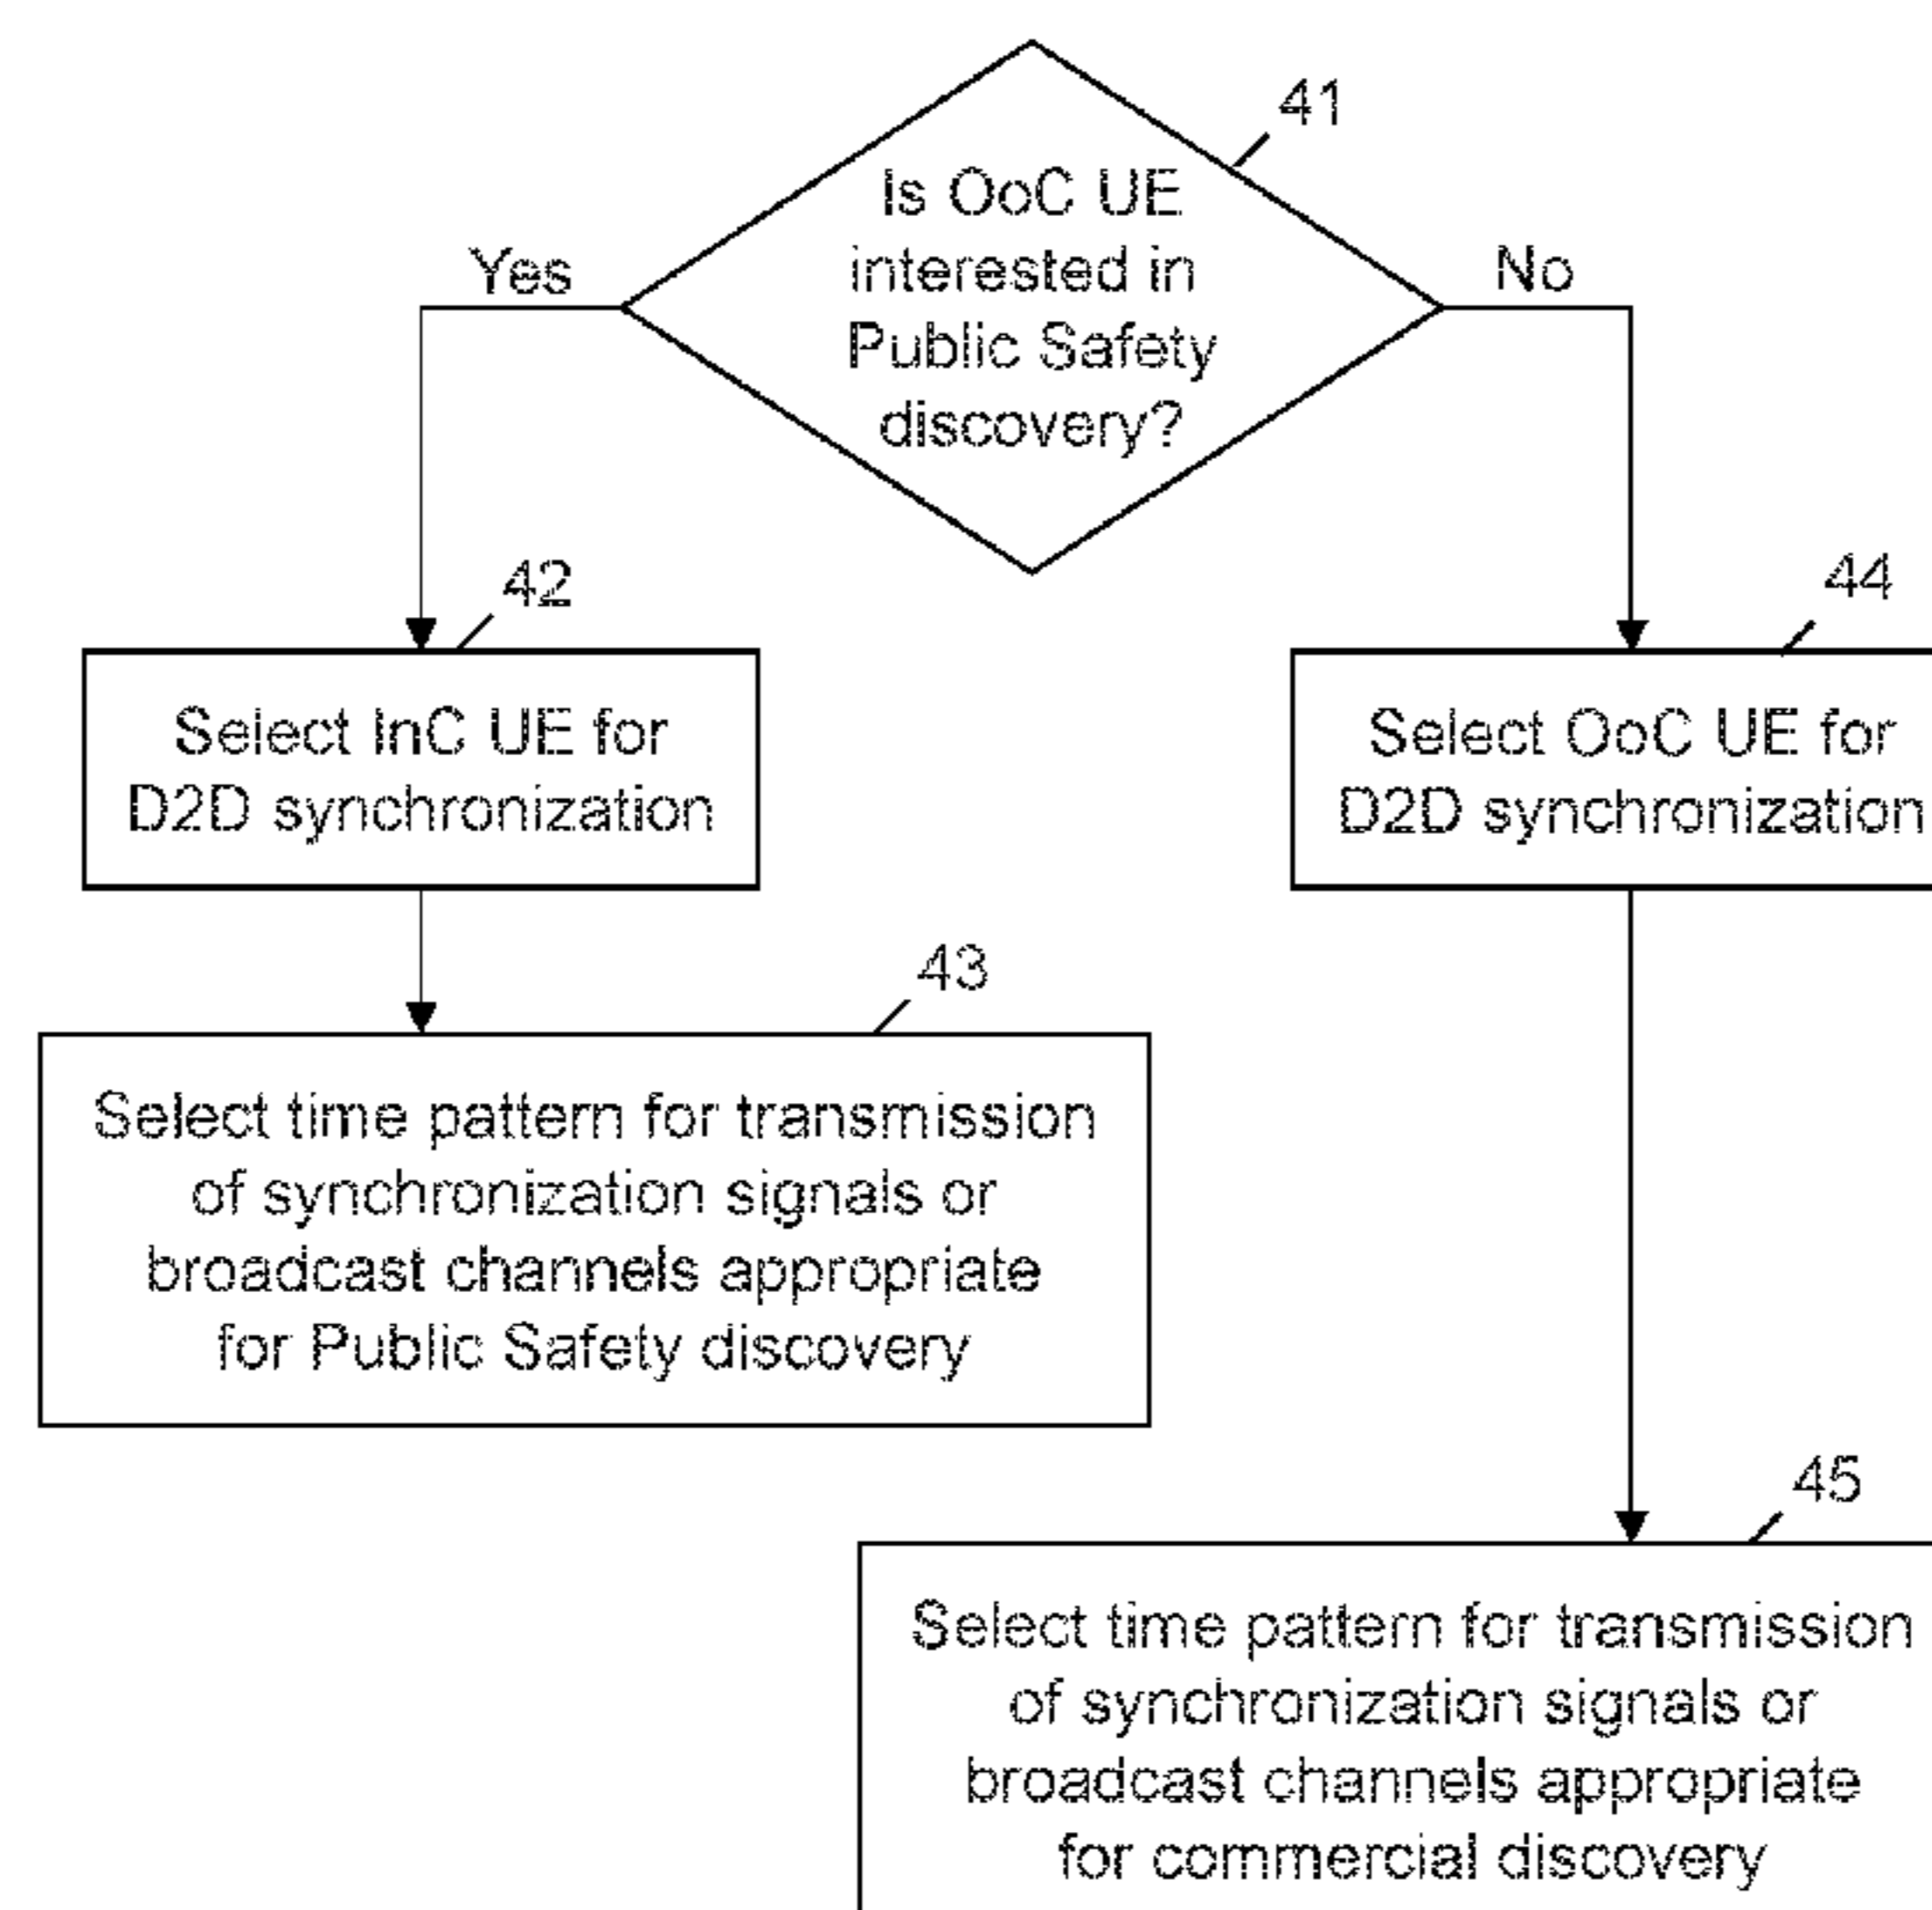 41
Is OoC UE
interested in
Public Safety
discovery?
Yes
No
42
Select InC UE for
D2D synchronization
44
Select OoC UE for
D2D synchronization
43
Select time pattern for transmission
of synchronization signals or
broadcast channels appropriate
for Public Safety discovery
45
Select time pattern for transmission
of synchronization signals or
broadcast channels appropriate
for commercial discovery